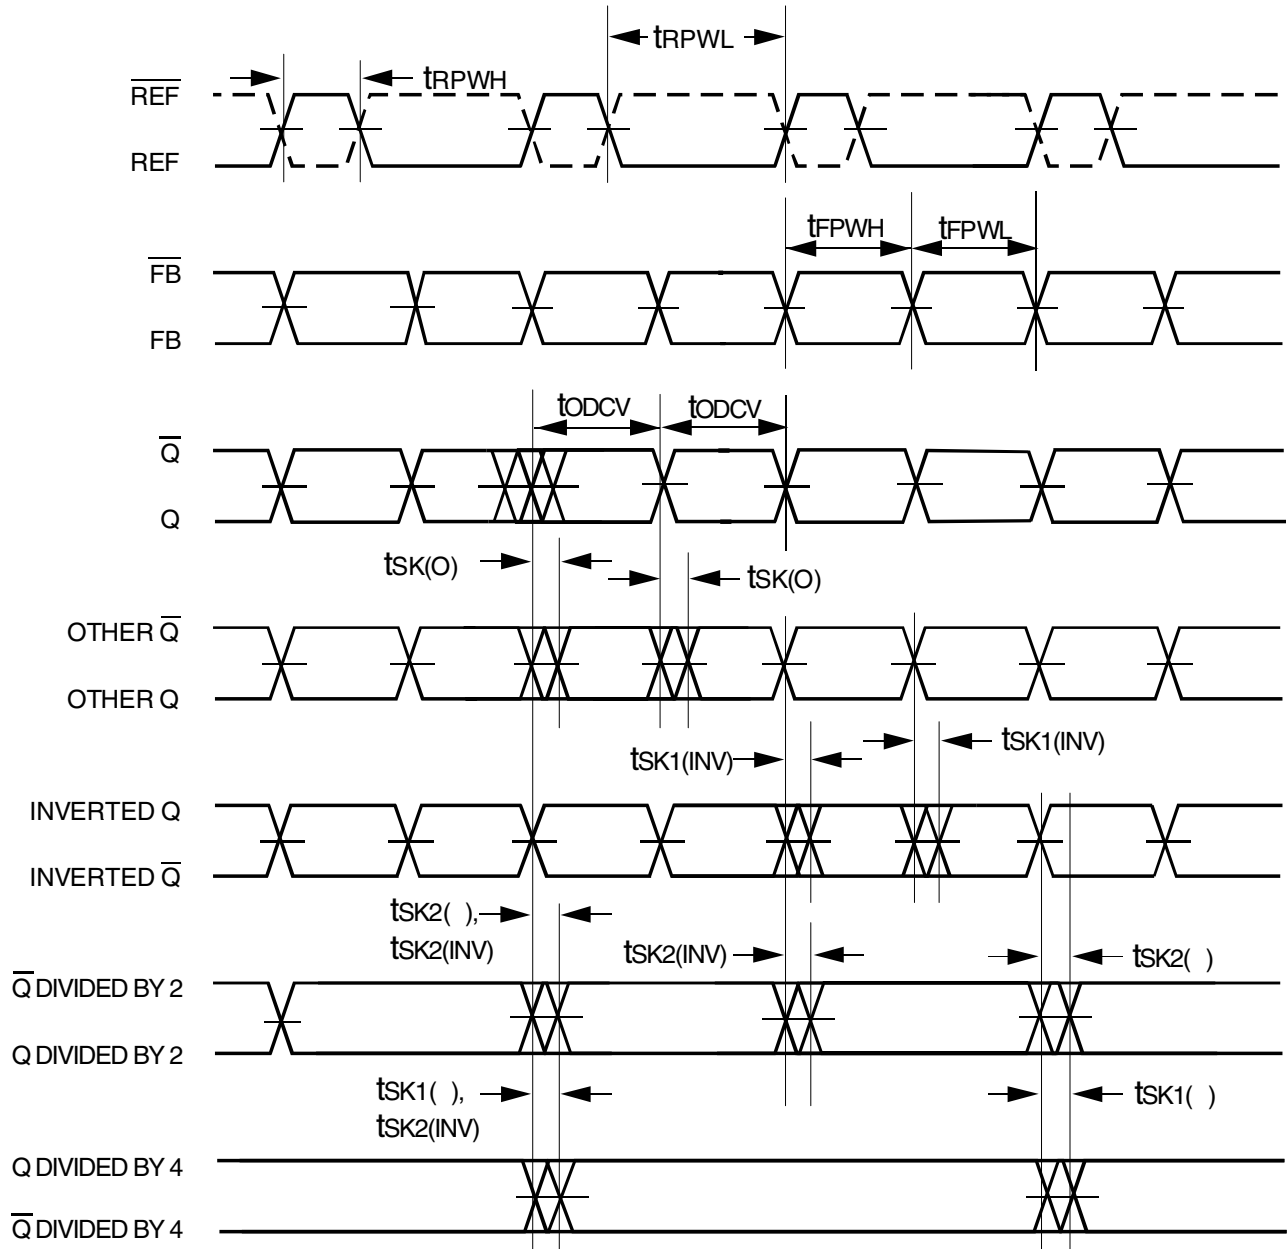 tRPWL
tRPWH
R̅E̅F̅
REF
tFPWH
tFPWL
F̅B̅
FB
tODCV
tODCV
Q̅
Q
tSK(O)
tSK(O)
OTHER Q̅
OTHER Q
tSK1(INV)
tSK1(INV)
INVERTED Q
INVERTED Q̅
tSK2( ),
tSK2(INV)
tSK2(INV)
tSK2( )
Q̅ DIVIDED BY 2
Q DIVIDED BY 2
tSK1( ),
tSK2(INV)
tSK1( )
Q DIVIDED BY 4
Q̅ DIVIDED BY 4